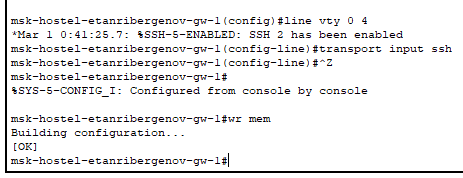 msk-hostel-etanribergenov-gw-1(config)#line vty 0 4
*Mar 1 0:41:25.7: %SSH-5-ENABLED: SSH 2 has been enabled
msk-hostel-etanribergenov-gw-1(config-line)#transport input ssh
msk-hostel-etanribergenov-gw-1(config-line)#^Z
msk-hostel-etanribergenov-gw-1#
%SYS-5-CONFIG_I: Configured from console by console
msk-hostel-etanribergenov-gw-1#wr mem
Building configuration...
[OK]
msk-hostel-etanribergenov-gw-1#